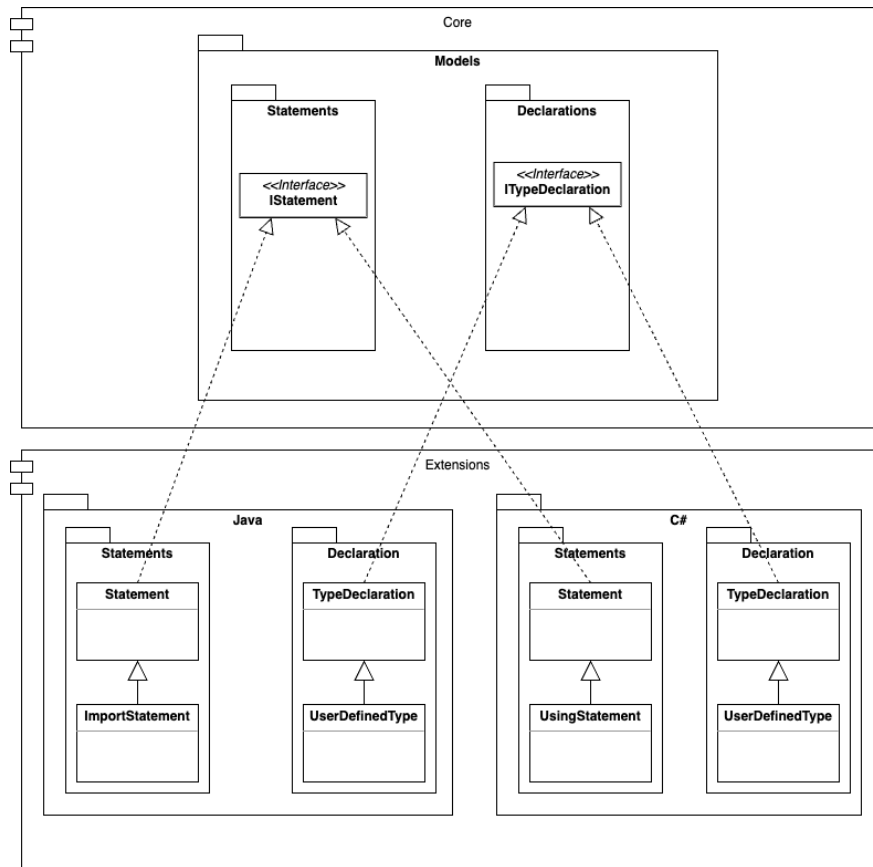 Core
Models
Statements
Declarations
<<Interface>>
IStatement
<<Interface>>
ITypeDeclaration
Extensions
Java
C#
Statements
Declaration
Statements
Declaration
Statement
TypeDeclaration
Statement
TypeDeclaration
ImportStatement
UserDefinedType
UsingStatement
UserDefinedType